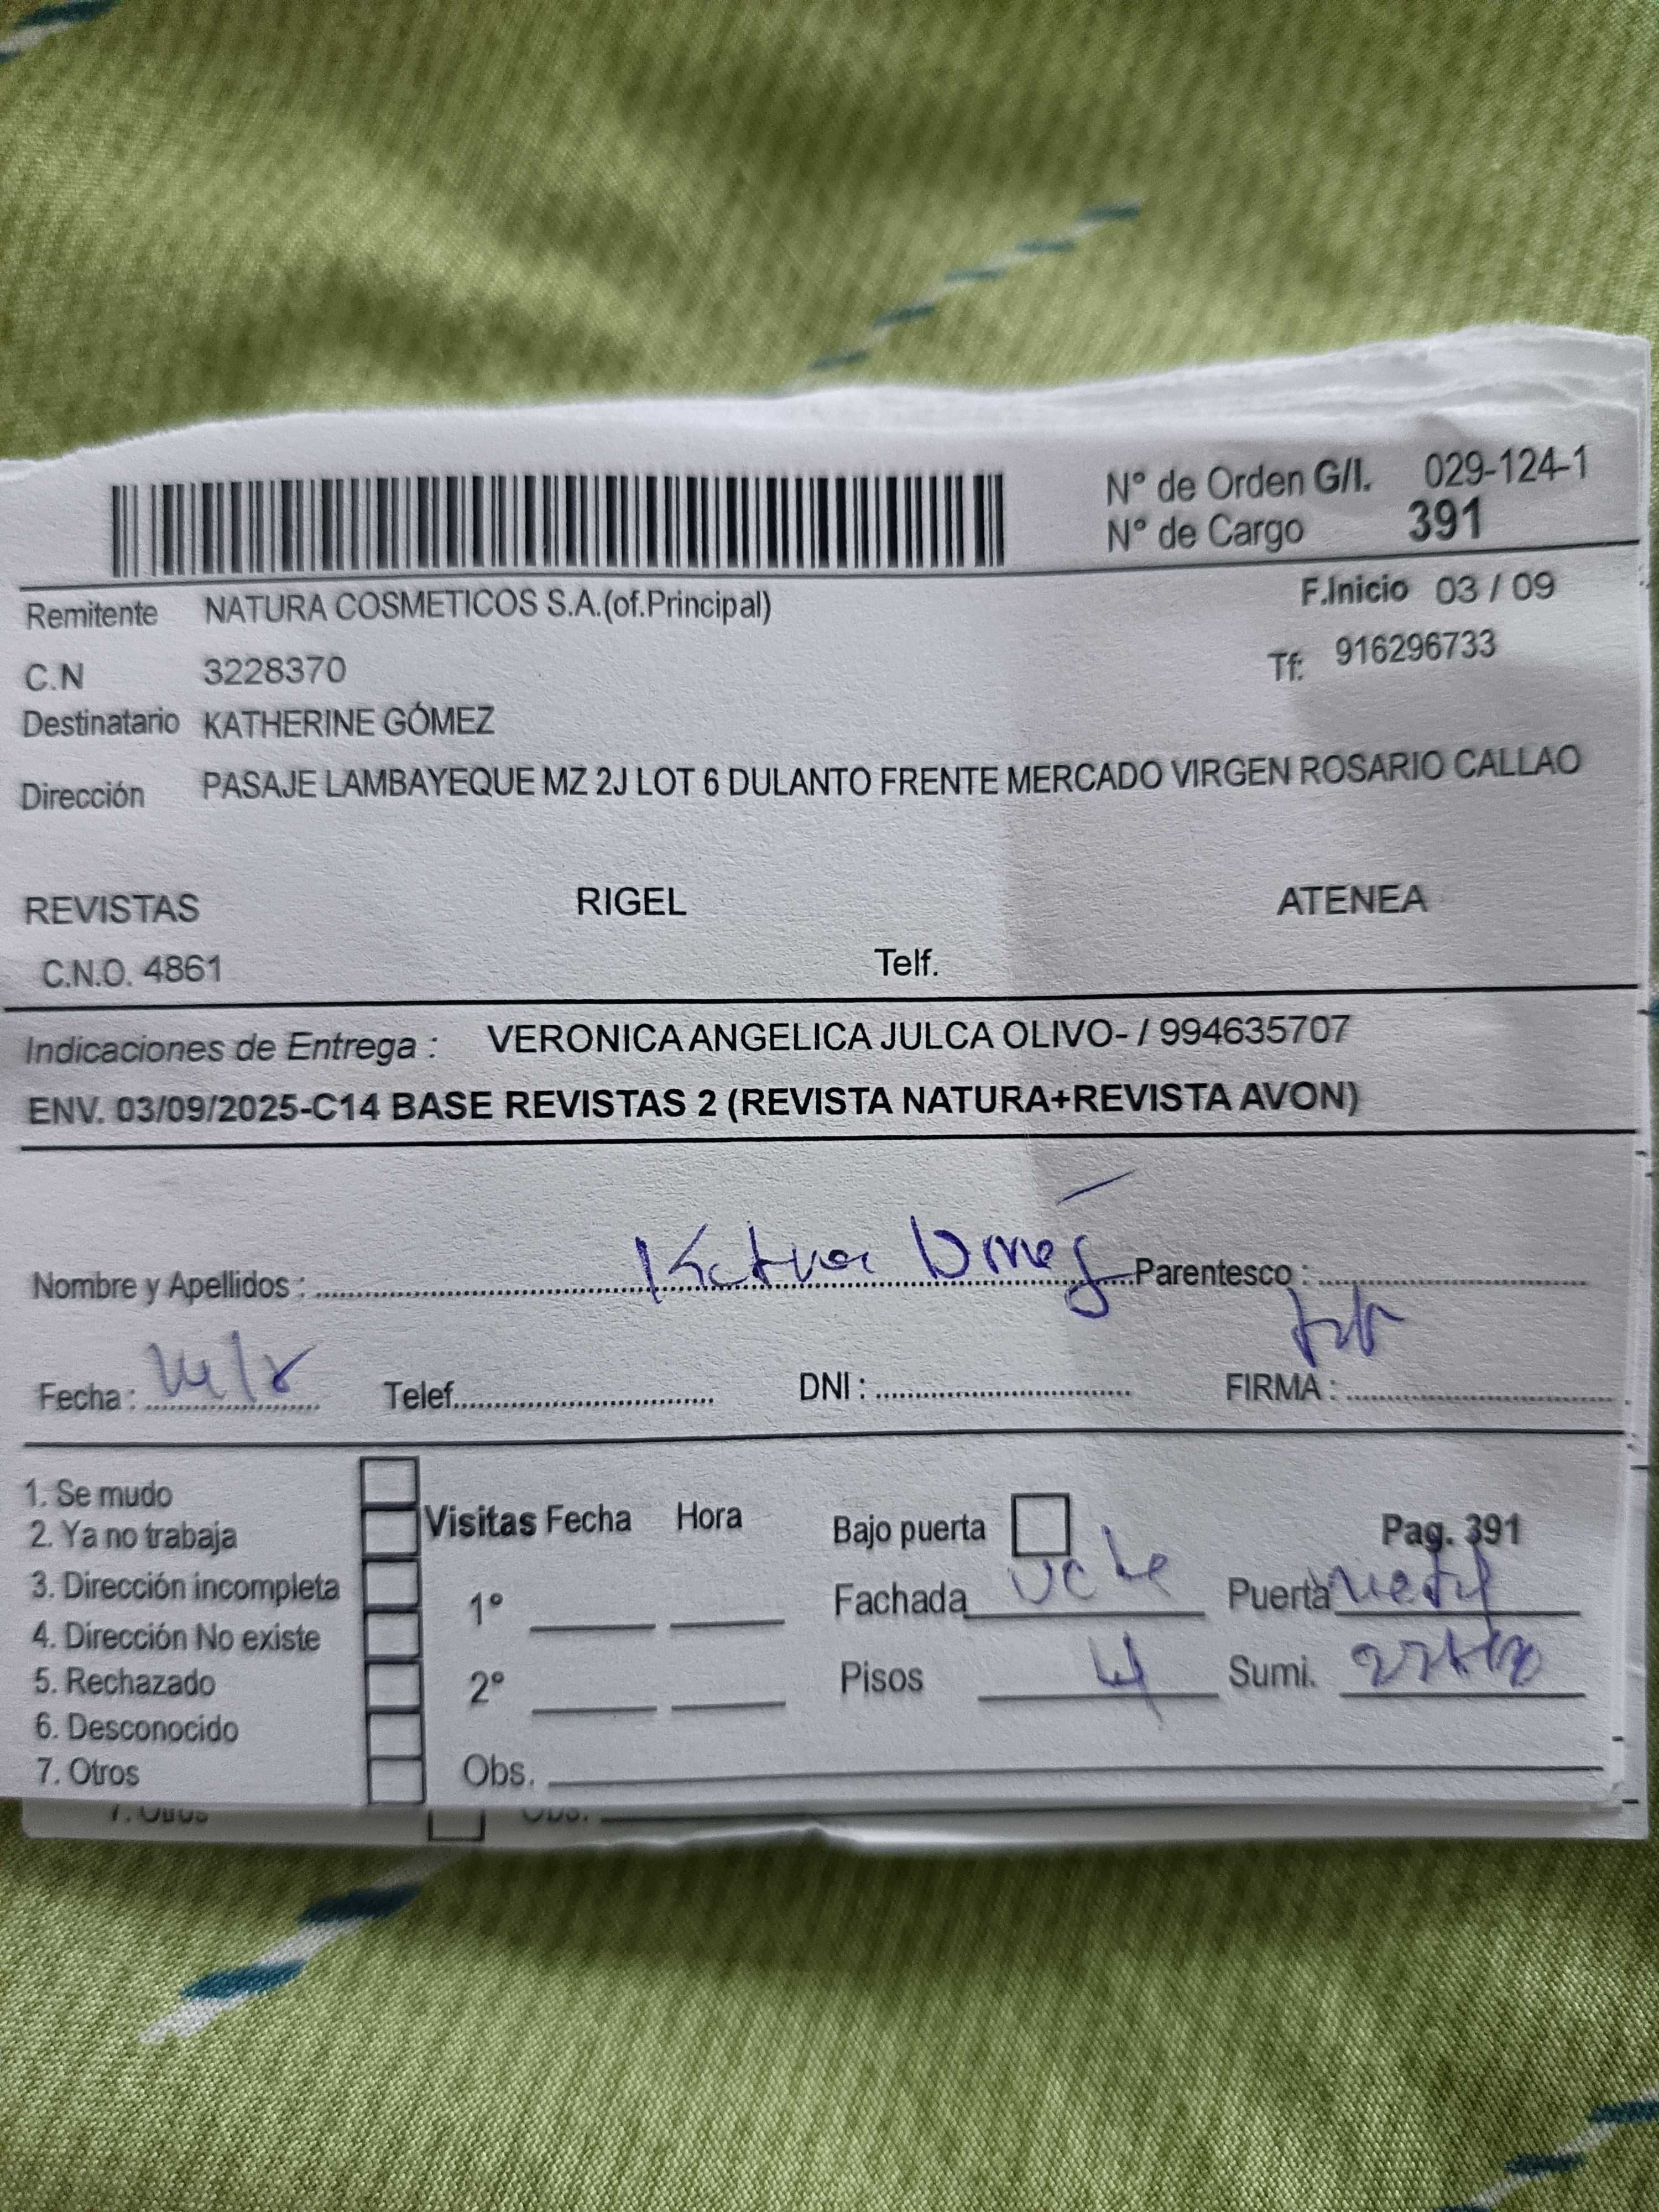 N° de Orden G/I. 029-124-1
N° de Cargo 391
Remitente NATURA COSMETICOS S.A.(of.Principal) F.Inicio 03 / 09
C.N 3228370 Tf: 916296733
Destinatario KATHERINE GÓMEZ
Dirección PASAJE LAMBAYEQUE MZ 2J LOT 6 DULANTO FRENTE MERCADO VIRGEN ROSARIO CALLAO
REVISTAS RIGEL ATENEA
C.N.O. 4861 Telf.
Indicaciones de Entrega : VERONICA ANGELICA JULCA OLIVO- / 994635707
ENV. 03/09/2025-C14 BASE REVISTAS 2 (REVISTA NATURA+REVISTA AVON)
Nombre y Apellidos : Parentesco :
Fecha : Telef. DNI : FIRMA :
1. Se mudo
2. Ya no trabaja
3. Dirección incompleta
4. Dirección No existe
5. Rechazado
6. Desconocido
7. Otros
Visitas Fecha Hora
1°
2°
Obs.
Bajo puerta Pag. 391
Fachada Puerta
Pisos 4 Sumi.
7. Otros Obs.